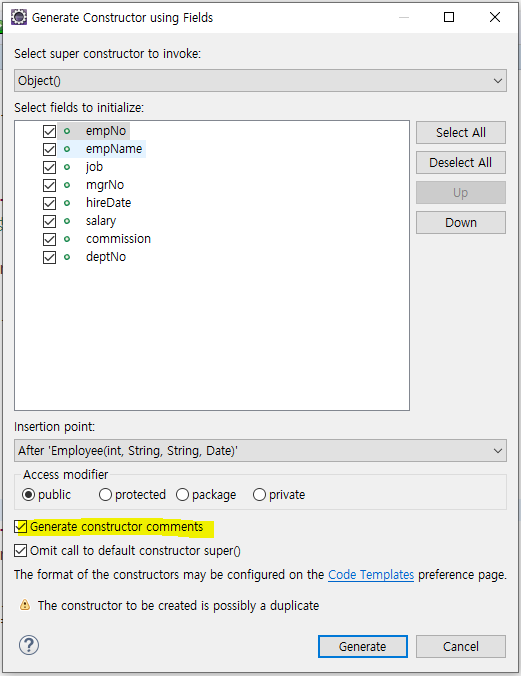 Generate Constructor using Fields
Select super constructor to invoke:
Object()
Select fields to initialize:
empNo
empName
job
mgrNo
hireDate
salary
commission
deptNo
Select All
Deselect All
Up
Down
Insertion point:
After 'Employee(int, String, String, Date)'
Access modifier
public protected package private
Generate constructor comments
Omit call to default constructor super()
The format of the constructors may be configured on the Code Templates preference page.
The constructor to be created is possibly a duplicate
? Generate Cancel